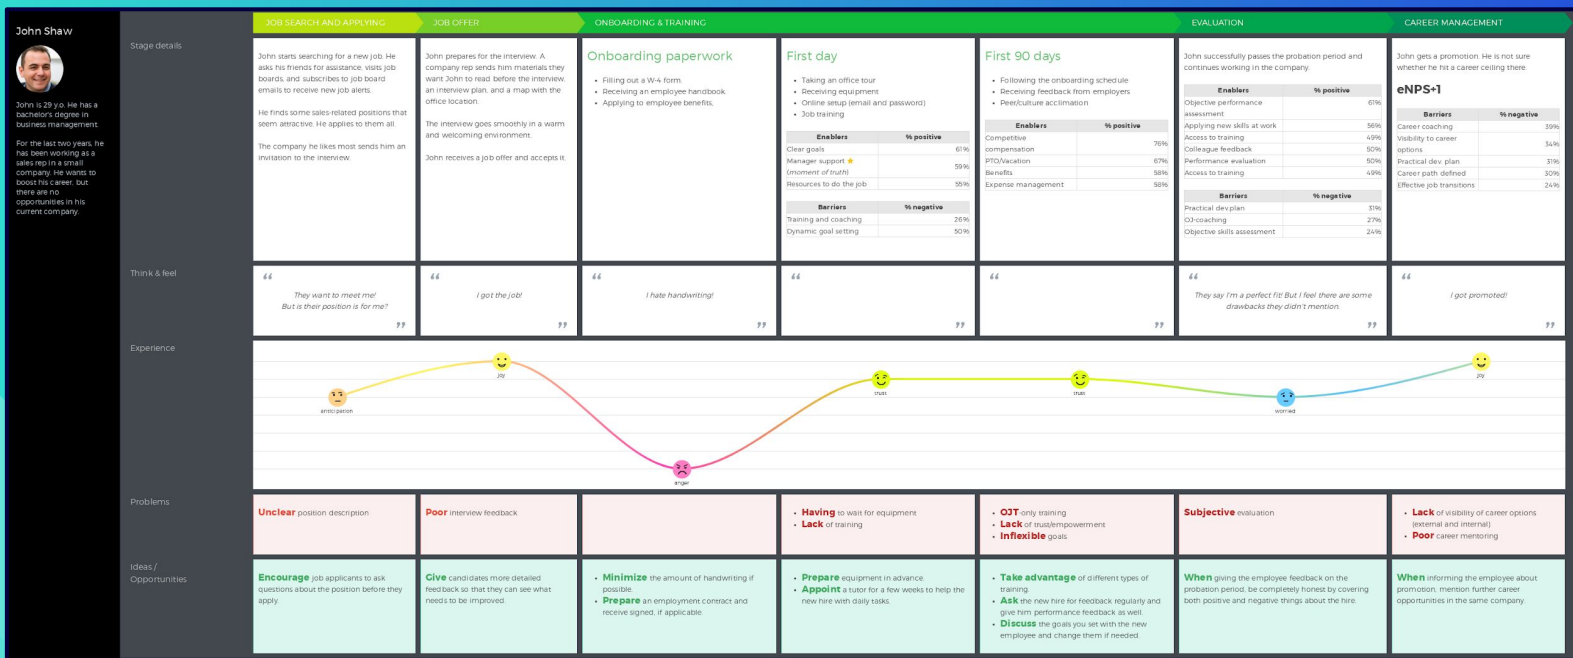 John Shaw
John is 29 y.o. He has a
bachelor's degree in
business management.
For the last two years, he
has been working as a
sales rep in a small
company. He wants to
boost his career, but
there are no
opportunities in his
current company.
JOB SEARCH AND APPLYING
JOB OFFER
ONBOARDING & TRAINING
EVALUATION
CAREER MANAGEMENT
Stage details
John starts searching for a new job. He
asks his friends for assistance, visits job
boards, and subscribes to job board
emails to receive new job alerts.
He finds some sales-related positions that
seem attractive. He applies to them all.
The company he likes most sends him an
invitation to the interview.
John prepares for the interview. A
company rep sends him materials they
want John to read before the interview,
an interview plan, and a map with the
office location.
The interview goes smoothly in a warm
and welcoming environment.
John receives a job offer and accepts it.
Onboarding paperwork
• Filling out a W-4 form.
• Receiving an employee handbook.
• Applying to employee benefits,
First day
• Taking an office tour
• Receiving equipment
• Online setup (email and password)
• Job training
Enablers % positive
Clear goals 61%
Manager support ⭐
(moment of truth) 59%
Resources to do the job 55%
Barriers % negative
Training and coaching 26%
Dynamic goal setting 50%
First 90 days
• Following the onboarding schedule
• Receiving feedback from employers
• Peer/culture acclimation
Enablers % positive
Competitive
compensation 76%
PTO/Vacation 67%
Benefits 58%
Expense management 58%
John successfully passes the probation period and
continues working in the company.
Enablers % positive
Objective performance
assessment 61%
Applying new skills at work 56%
Access to training 49%
Colleague feedback 50%
Performance evaluation 50%
Access to training 49%
Barriers % negative
Practical dev.plan 31%
OJ-coaching 27%
Objective skills assessment 24%
John gets a promotion. He is not sure
whether he hit a career ceiling there.
eNPS+1
Barriers % negative
Career coaching 39%
Visibility to career
options 34%
Practical dev. plan 31%
Career path defined 30%
Effective job transitions 24%
Think & feel
“ They want to meet me!
But is their position is for me? ”
“ I got the job! ”
“ I hate handwriting! ”
“ ”
“ ”
“ They say I'm a perfect fit! But I feel there are some
drawbacks they didn't mention. ”
“ I got promoted! ”
Experience
anticipation
joy
anger
trust
trust
worried
joy
Problems
Unclear position description
Poor interview feedback
• Having to wait for equipment
• Lack of training
• OJT-only training
• Lack of trust/empowerment
• Inflexible goals
Subjective evaluation
• Lack of visibility of career options
(external and internal)
• Poor career mentoring
Ideas /
Opportunities
Encourage job applicants to ask
questions about the position before they
apply.
Give candidates more detailed
feedback so that they can see what
needs to be improved.
• Minimize the amount of handwriting if
possible.
• Prepare an employment contract and
receive signed, if applicable.
• Prepare equipment in advance.
• Appoint a tutor for a few weeks to help the
new hire with daily tasks.
• Take advantage of different types of
training.
• Ask the new hire for feedback regularly and
give him performance feedback as well.
• Discuss the goals you set with the new
employee and change them if needed.
When giving the employee feedback on the
probation period, be completely honest by covering
both positive and negative things about the hire.
When informing the employee about
promotion, mention further career
opportunities in the same company.